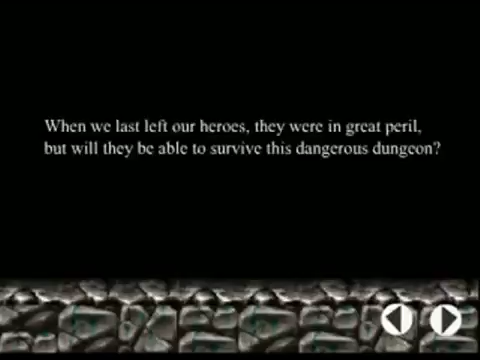 When we last left our heroes, they were in great peril,
but will they be able to survive this dangerous dungeon?